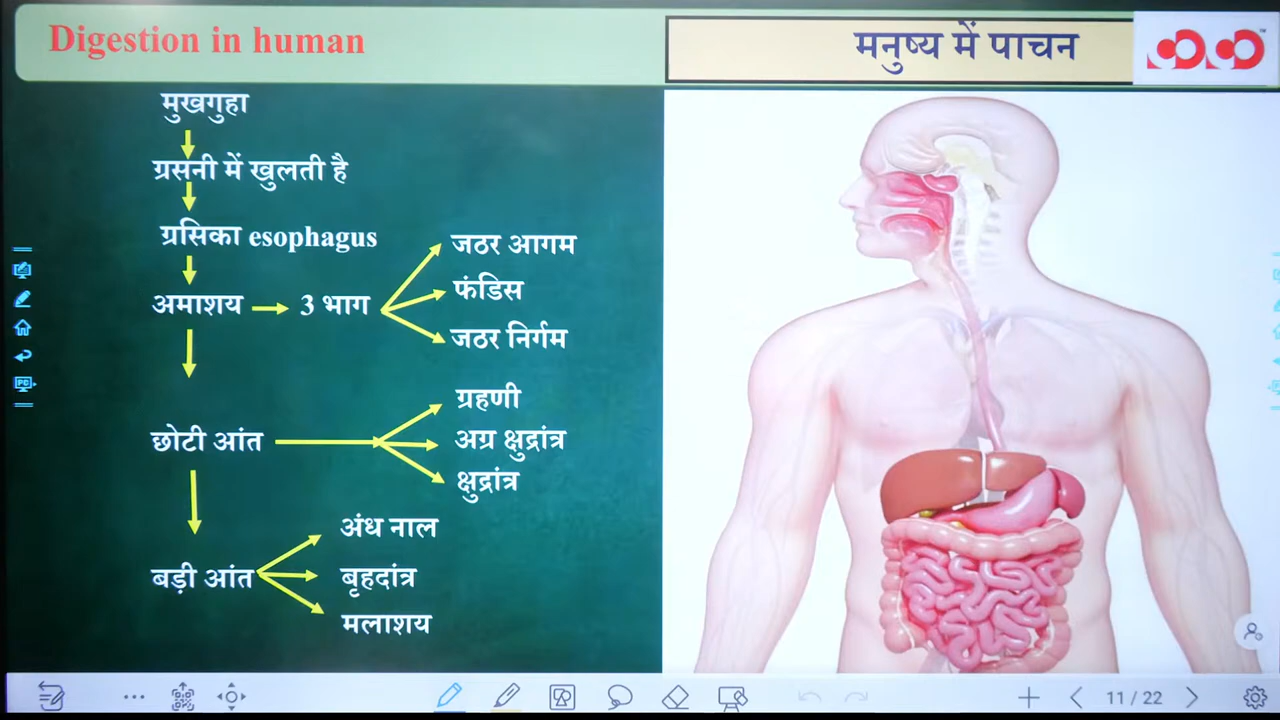 Digestion in human
मनुष्य में पाचन
मुखगुहा
ग्रसनी में खुलती है
ग्रसिका esophagus
अमाशय
3 भाग
जठर आगम
फंडिस
जठर निर्गम
छोटी आंत
ग्रहणी
अग्र क्षुद्रांत्र
क्षुद्रांत्र
बड़ी आंत
अंध नाल
बृहदांत्र
मलाशय
PC
11 / 22